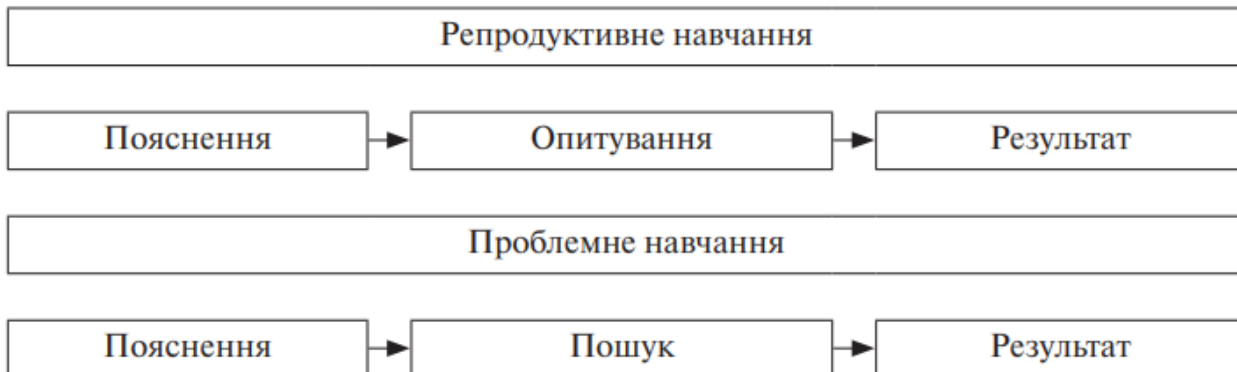 Репродуктивне навчання
Пояснення Опитування Результат
Проблемне навчання
Пояснення Пошук Результат